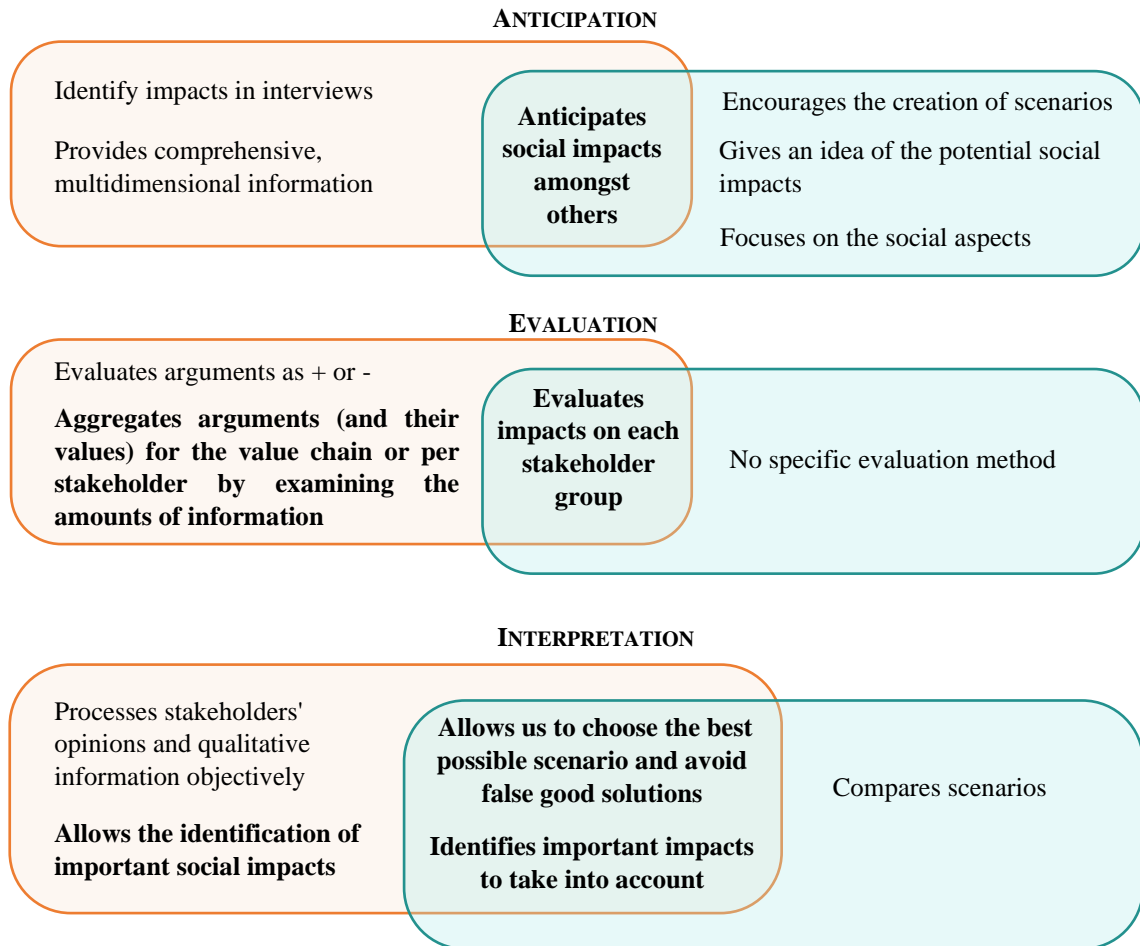 ANTICIPATION
Identify impacts in interviews
Provides comprehensive,
multidimensional information
Anticipates
social impacts
amongst
others
Encourages the creation of scenarios
Gives an idea of the potential social
impacts
Focuses on the social aspects
EVALUATION
Evaluates arguments as + or -
Aggregates arguments (and their
values) for the value chain or per
stakeholder by examining the
amounts of information
Evaluates
impacts on each
stakeholder
group
No specific evaluation method
INTERPRETATION
Processes stakeholders'
opinions and qualitative
information objectively
Allows the identification of
important social impacts
Allows us to choose the best
possible scenario and avoid
false good solutions
Identifies important impacts
to take into account
Compares scenarios